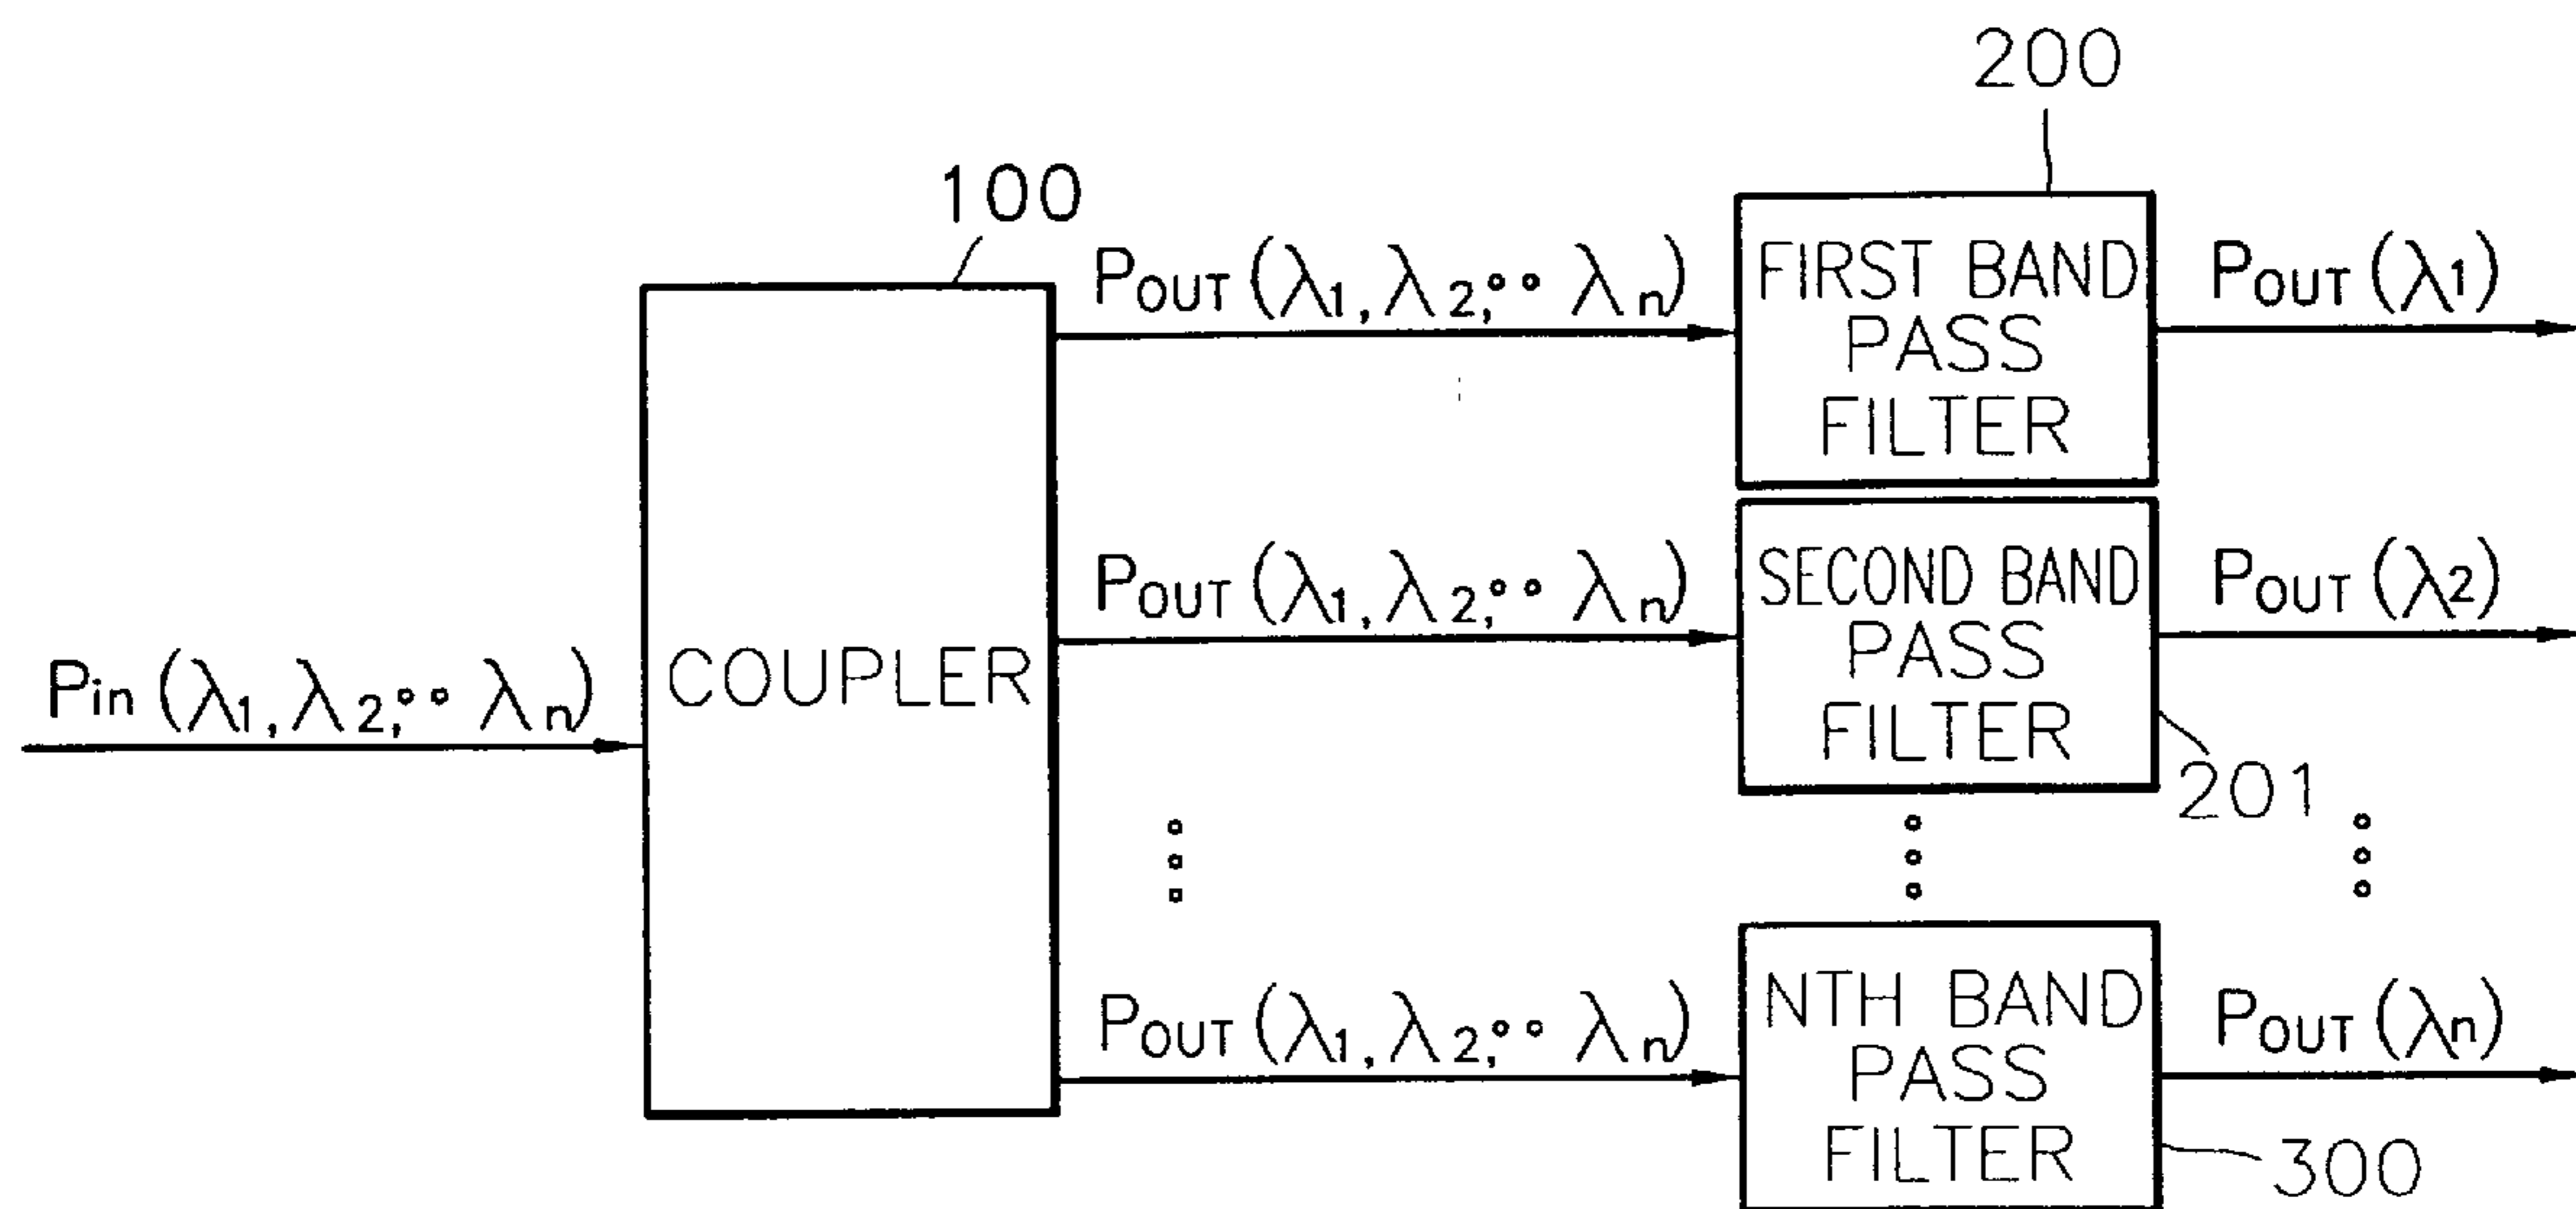 200
100
POUT (λ1, λ2,∘∘ λn)
FIRST BAND
PASS
FILTER
POUT (λ1)
POUT (λ1, λ2,∘∘ λn)
SECOND BAND
PASS
FILTER
POUT (λ2)
Pin (λ1, λ2,∘∘ λn)
COUPLER
201
POUT (λ1, λ2,∘∘ λn)
NTH BAND
PASS
FILTER
POUT (λn)
300